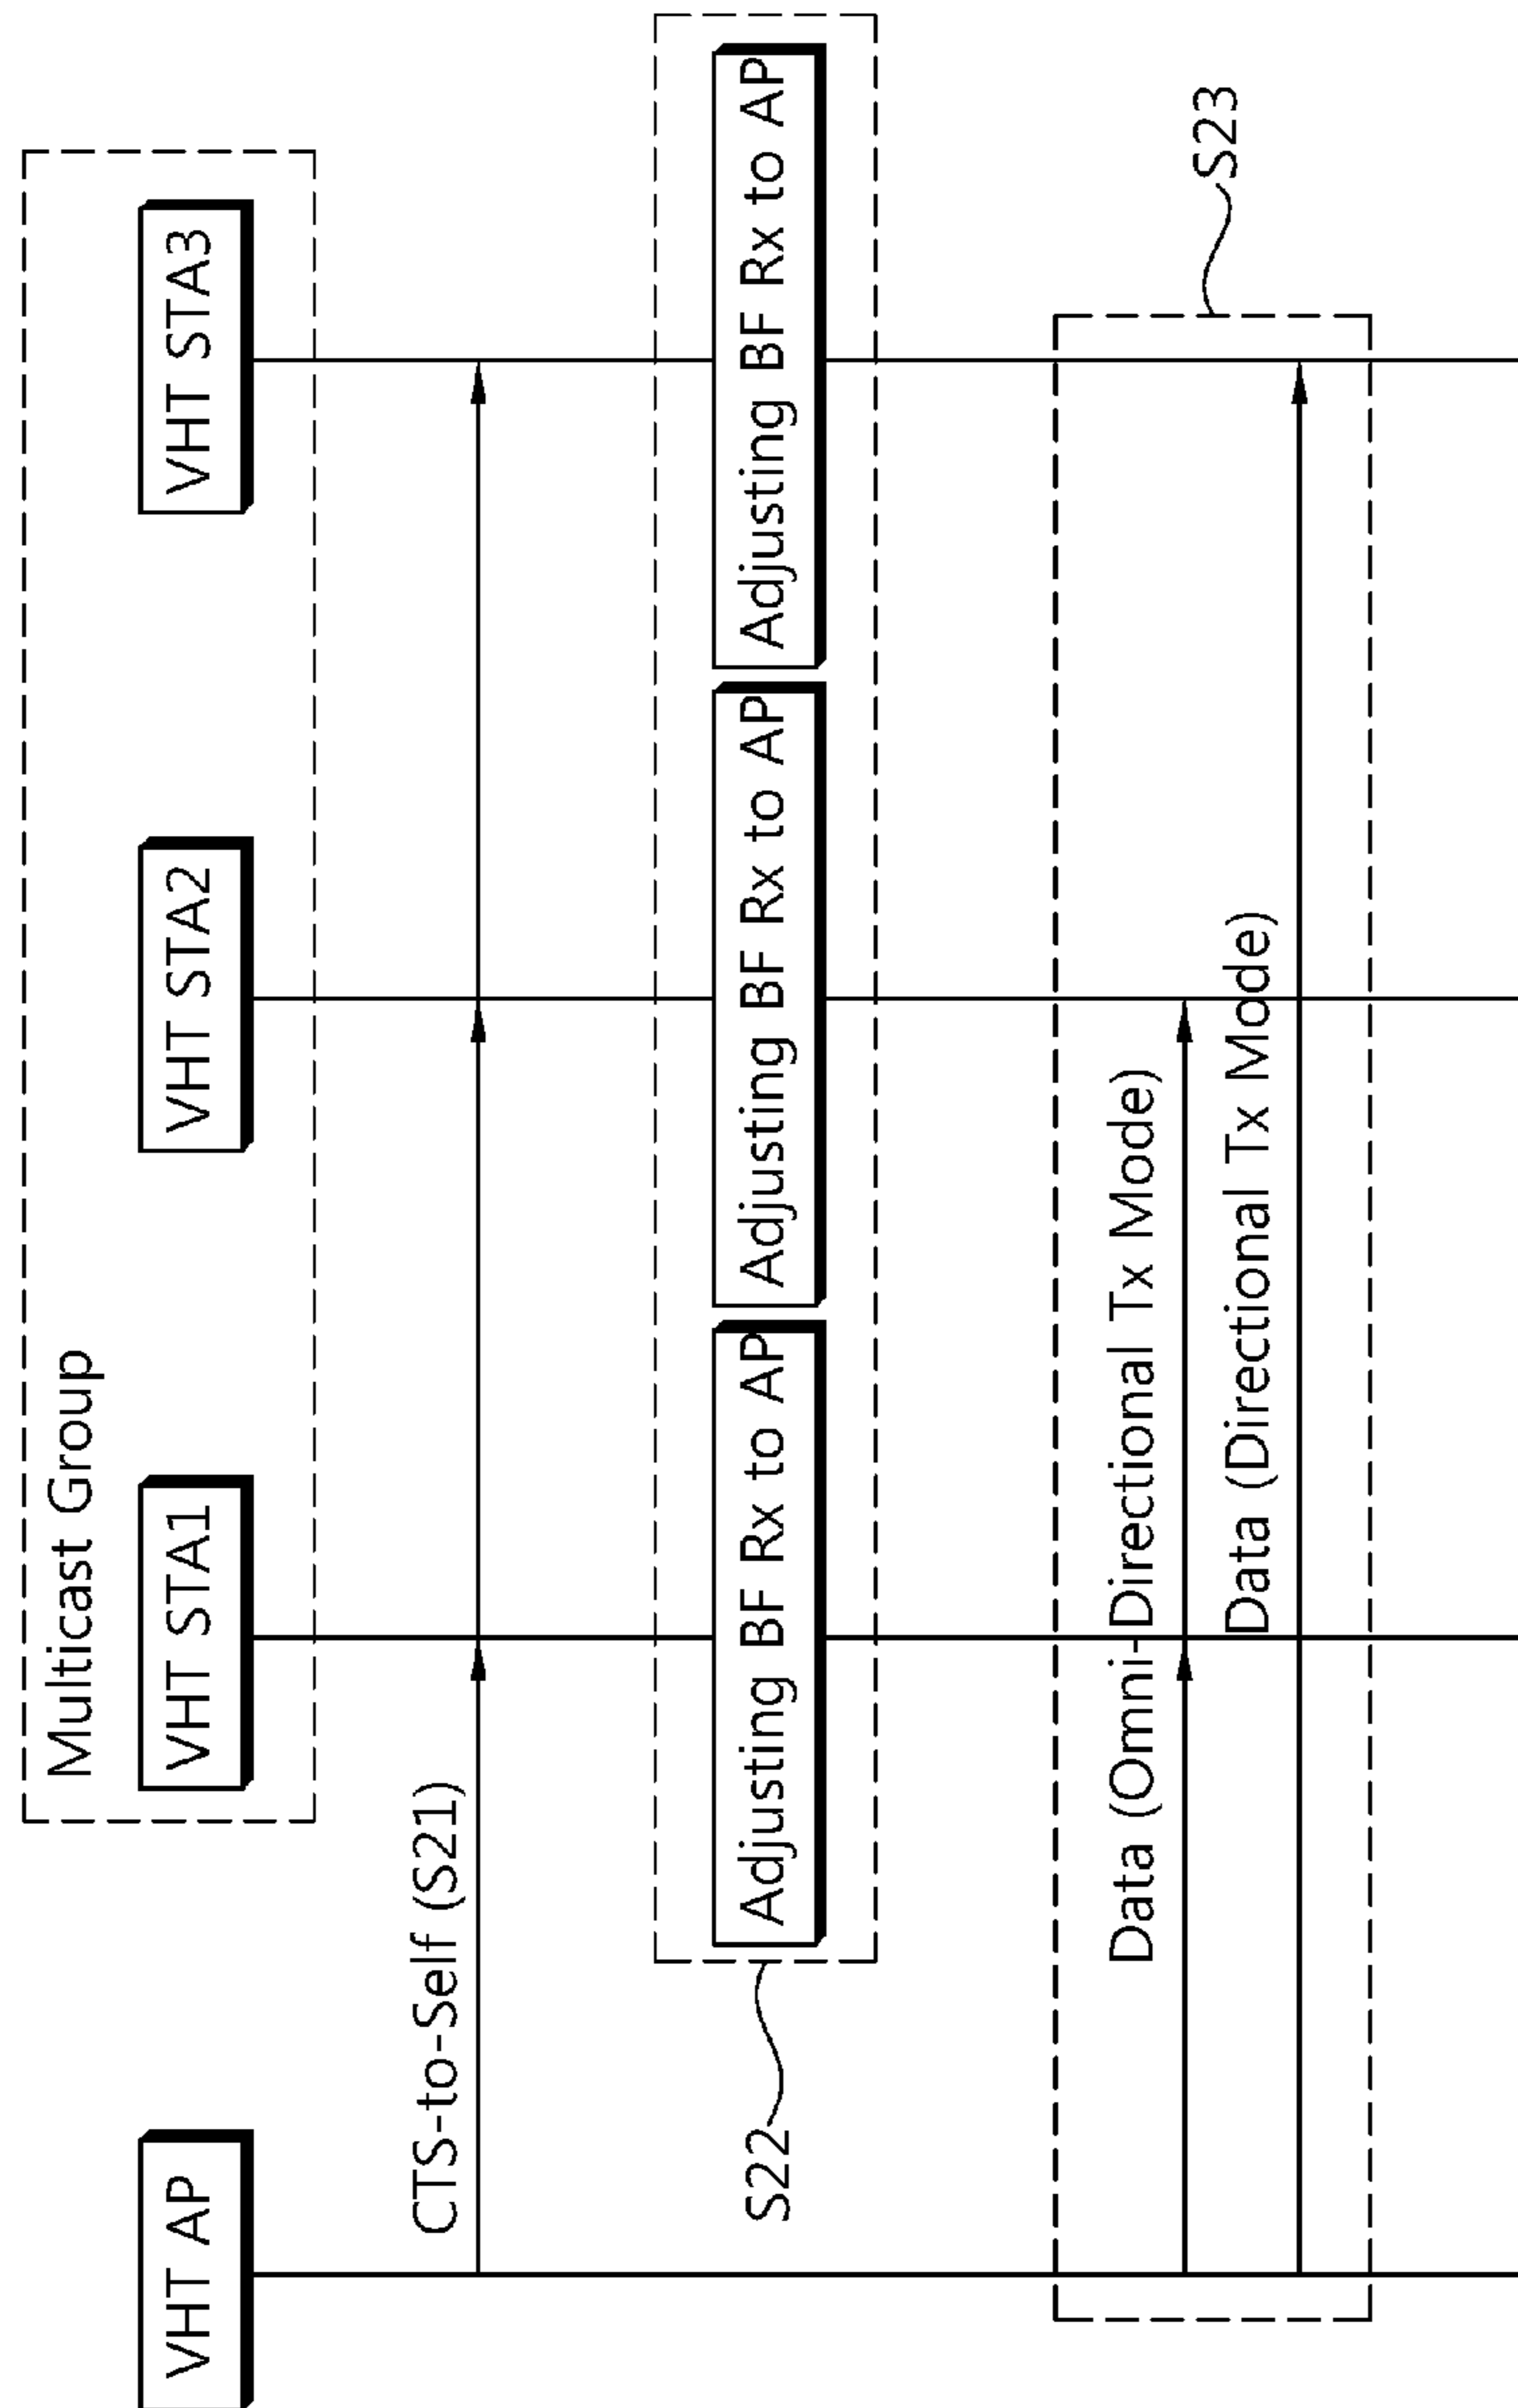 Multicast Group
VHT AP
VHT STA1
VHT STA2
VHT STA3
CTS-to-Self (S21)
S22
Adjusting BF Rx to AP
Adjusting BF Rx to AP
Adjusting BF Rx to AP
Data (Omni-Directional Tx Mode)
Data (Directional Tx Mode)
S23